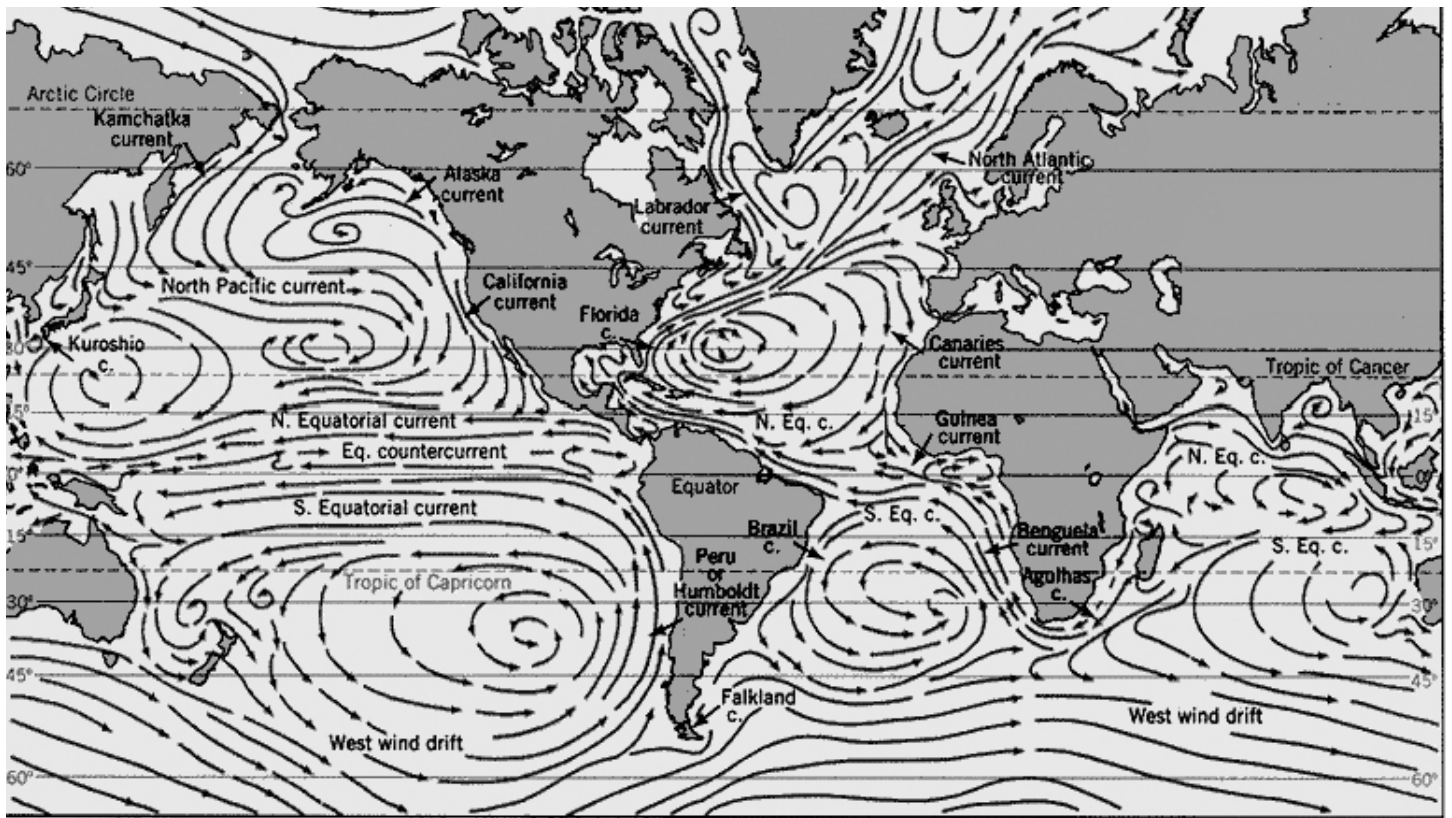 Arctic Circle
Kamchatka
current
60°
Alaska
current
North Atlantic
current
Labrador
current
45°
North Pacific current
California
current
Florida
c.
Kuroshio
c.
30°
Canaries
current
Tropic of Cancer
15°
N. Equatorial current
N. Eq. c.
Guinea
current
15°
Eq. countercurrent
N. Eq. c.
0°
Equator
0°
S. Equatorial current
S. Eq. c.
Brazil
c.
Benguela
current
15°
S. Eq. c.
15°
Tropic of Capricorn
Peru
or
Humboldt
current
Agulhas
c.
30°
30°
45°
45°
Falkland
c.
West wind drift
West wind drift
60°
60°